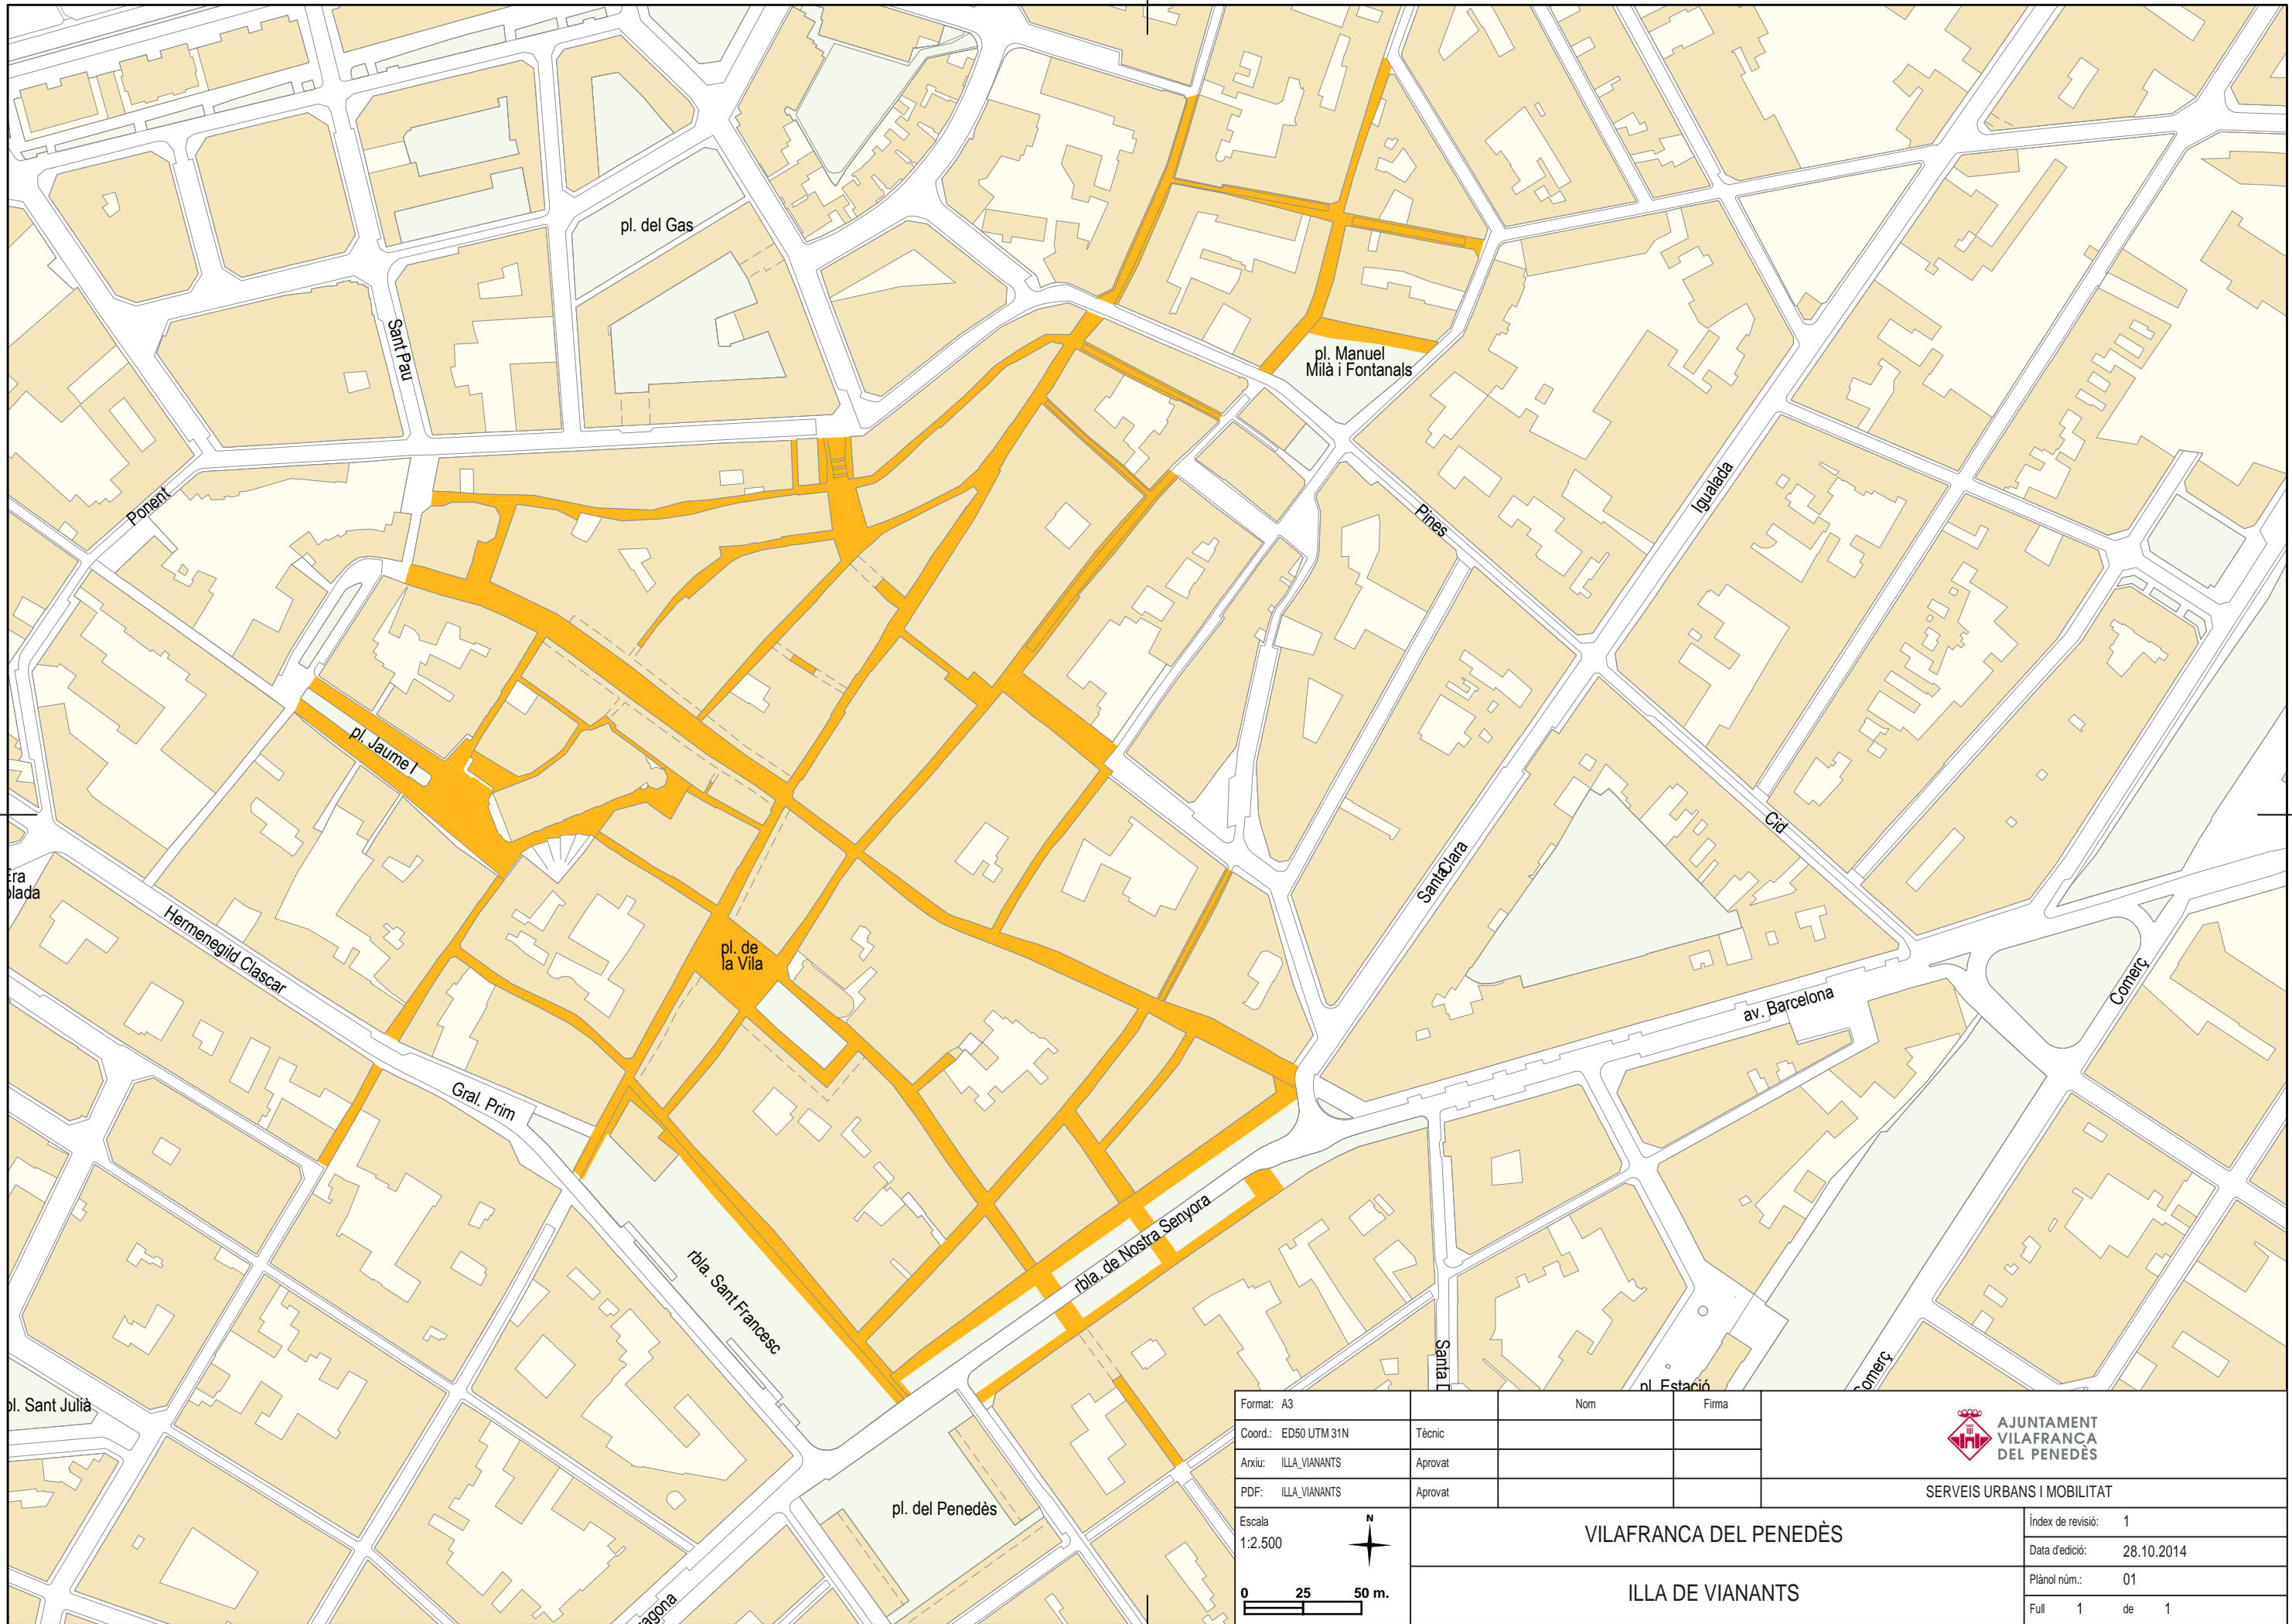 pl. del Gas
Sant Pau
pl. Manuel
Milà i Fontanals
Ponent
Pines
Igualada
pl. Jaume I
Cid
Santa Clara
Era
Hermenegild Clascar
pl. de
la Vila
Comerç
av. Barcelona
Gral. Prim
rbla. de Nostra Senyora
rbla. Sant Francesc
Santa D
pl. Estació
Comerç
pl. Sant Julià
pl. del Penedès
agona
Format: A3
Nom
Firma
Coord.: ED50 UTM 31N
Tècnic
Arxiu: ILLA_VIANANTS
Aprovat
PDF: ILLA_VIANANTS
Aprovat
AJUNTAMENT
VILAFRANCA
DEL PENEDÈS
SERVEIS URBANS I MOBILITAT
Escala
1:2.500
N
0 25 50 m.
VILAFRANCA DEL PENEDÈS
ILLA DE VIANANTS
Índex de revisió: 1
Data d'edició: 28.10.2014
Plànol núm.: 01
Full 1 de 1